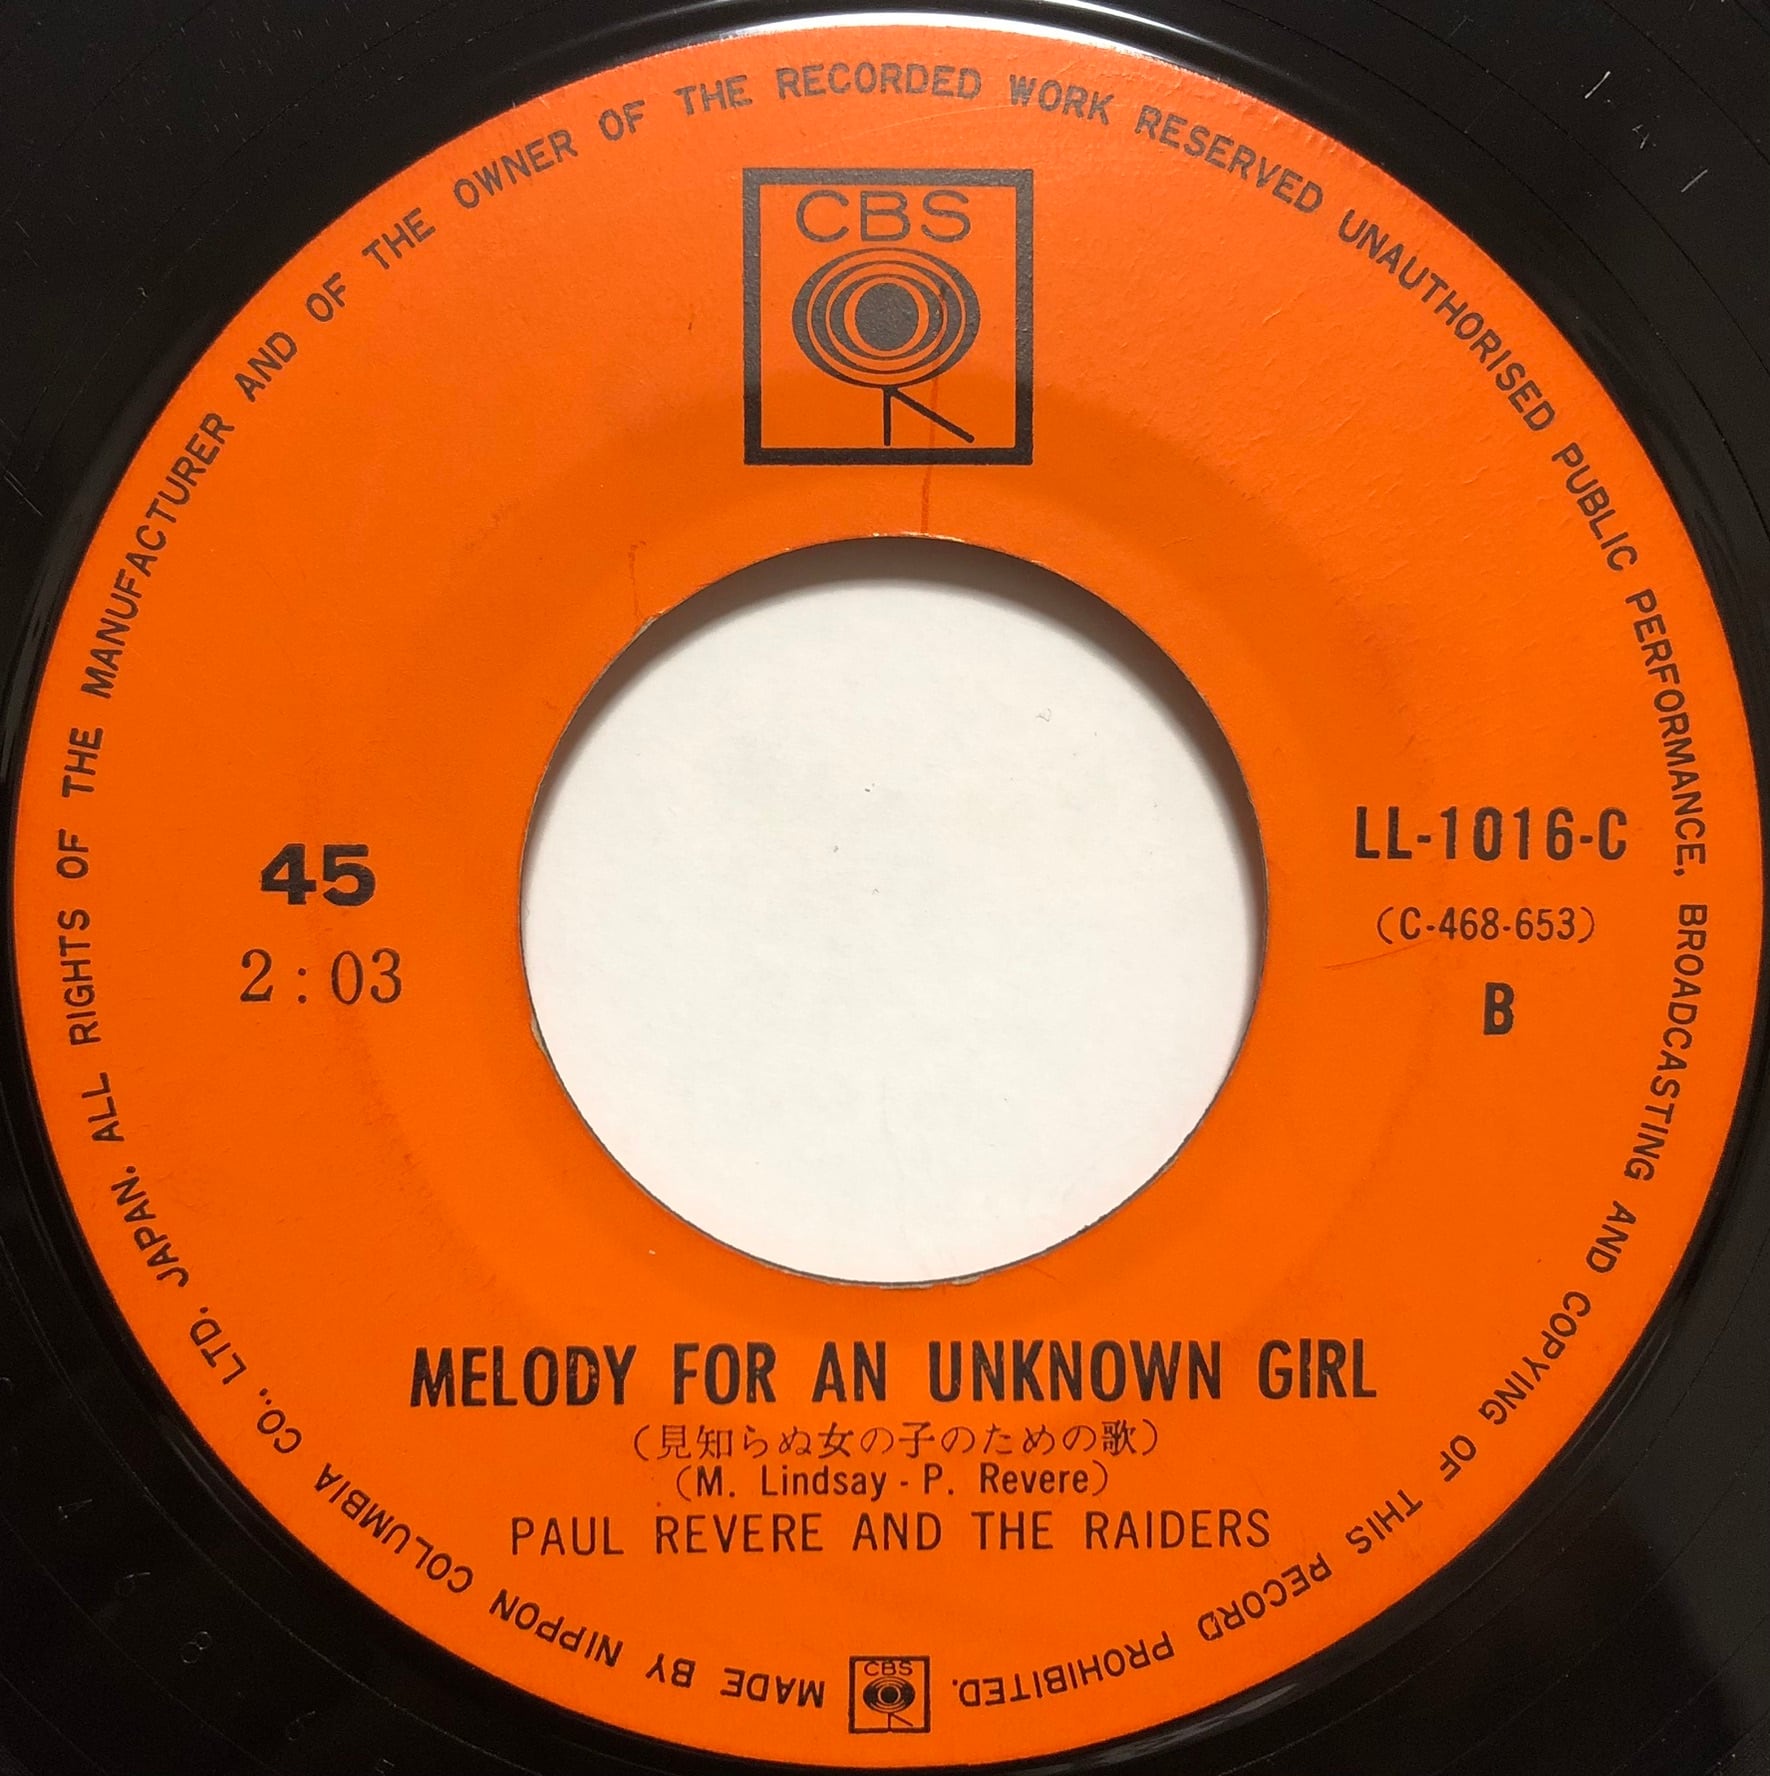 MADE BY NIPPON COLUMBIA CO., LTD. JAPAN. ALL RIGHTS OF THE MANUFACTURER AND OF THE OWNER OF THE RECORDED WORK RESERVED UNAUTHORISED PUBLIC PERFORMANCE, BROADCASTING AND COPYING OF THIS RECORD PROHIBITED.
CBS
45
2:03
LL-1016-C
(C-468-653)
B
MELODY FOR AN UNKNOWN GIRL
(見知らぬ女の子のための歌)
(M. Lindsay - P. Revere)
PAUL REVERE AND THE RAIDERS
CBS